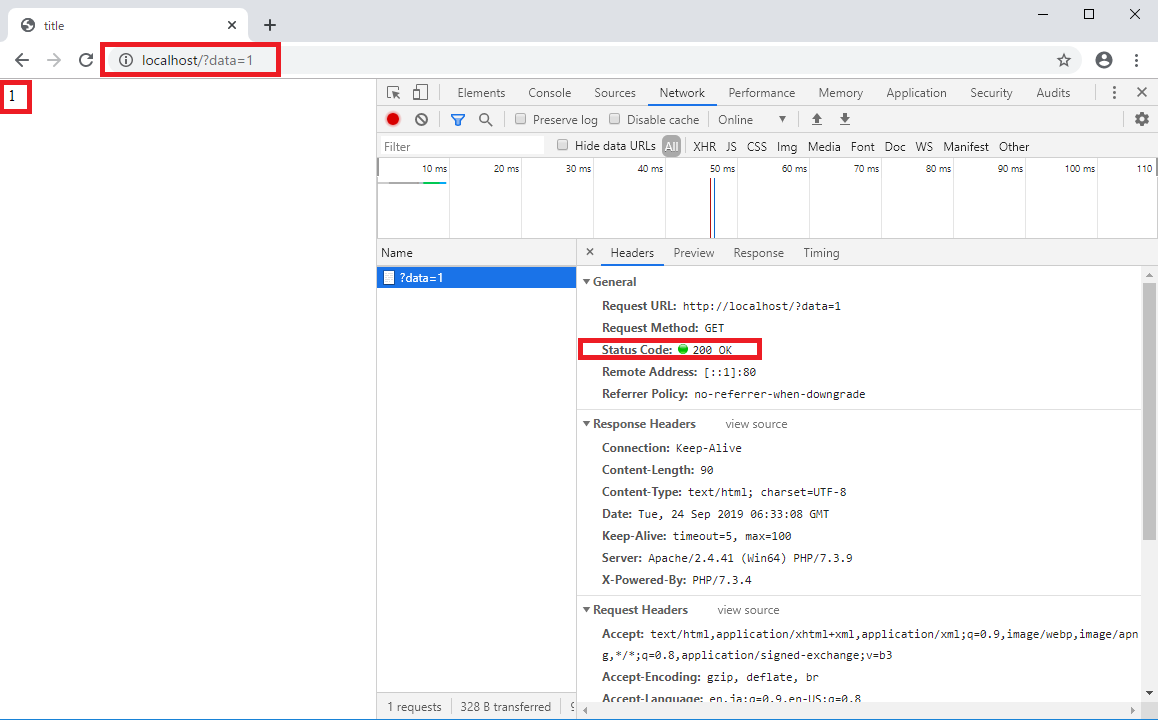 title
localhost/?data=1
1
Elements Console Sources Network Performance Memory Application Security Audits
Preserve log Disable cache Online
Filter Hide data URLs All XHR JS CSS Img Media Font Doc WS Manifest Other
10 ms 20 ms 30 ms 40 ms 50 ms 60 ms 70 ms 80 ms 90 ms 100 ms 110
Name
?data=1
Headers Preview Response Timing
General
Request URL: http://localhost/?data=1
Request Method: GET
Status Code: 200 OK
Remote Address: [::1]:80
Referrer Policy: no-referrer-when-downgrade
Response Headers view source
Connection: Keep-Alive
Content-Length: 90
Content-Type: text/html; charset=UTF-8
Date: Tue, 24 Sep 2019 06:33:08 GMT
Keep-Alive: timeout=5, max=100
Server: Apache/2.4.41 (Win64) PHP/7.3.9
X-Powered-By: PHP/7.3.4
Request Headers view source
Accept: text/html,application/xhtml+xml,application/xml;q=0.9,image/webp,image/apn
g,*/*;q=0.8,application/signed-exchange;v=b3
Accept-Encoding: gzip, deflate, br
Accept-Language: en,ja;q=0.9,en-US;q=0.8
1 requests 328 B transferred